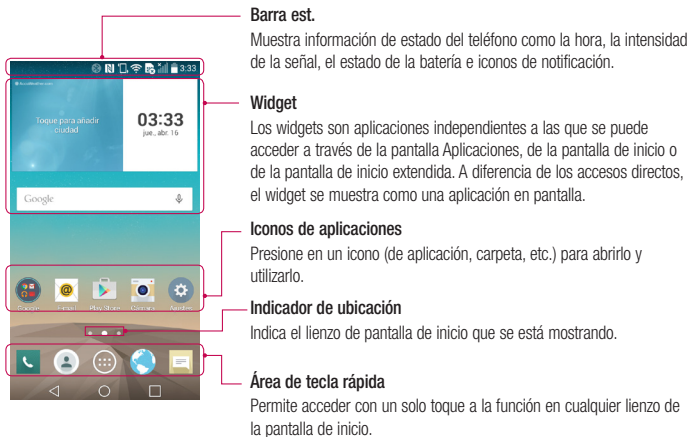 Barra est.
Muestra información de estado del teléfono como la hora, la intensidad
de la señal, el estado de la batería e iconos de notificación.
3:33
Toque para añadir
ciudad
03:33
jue., abr. 16
Google
Widget
Los widgets son aplicaciones independientes a las que se puede
acceder a través de la pantalla Aplicaciones, de la pantalla de inicio o
de la pantalla de inicio extendida. A diferencia de los accesos directos,
el widget se muestra como una aplicación en pantalla.
Iconos de aplicaciones
Presione en un icono (de aplicación, carpeta, etc.) para abrirlo y
utilizarlo.
Google Email Play Store Cámara Ajustes
Indicador de ubicación
Indica el lienzo de pantalla de inicio que se está mostrando.
Área de tecla rápida
Permite acceder con un solo toque a la función en cualquier lienzo de
la pantalla de inicio.